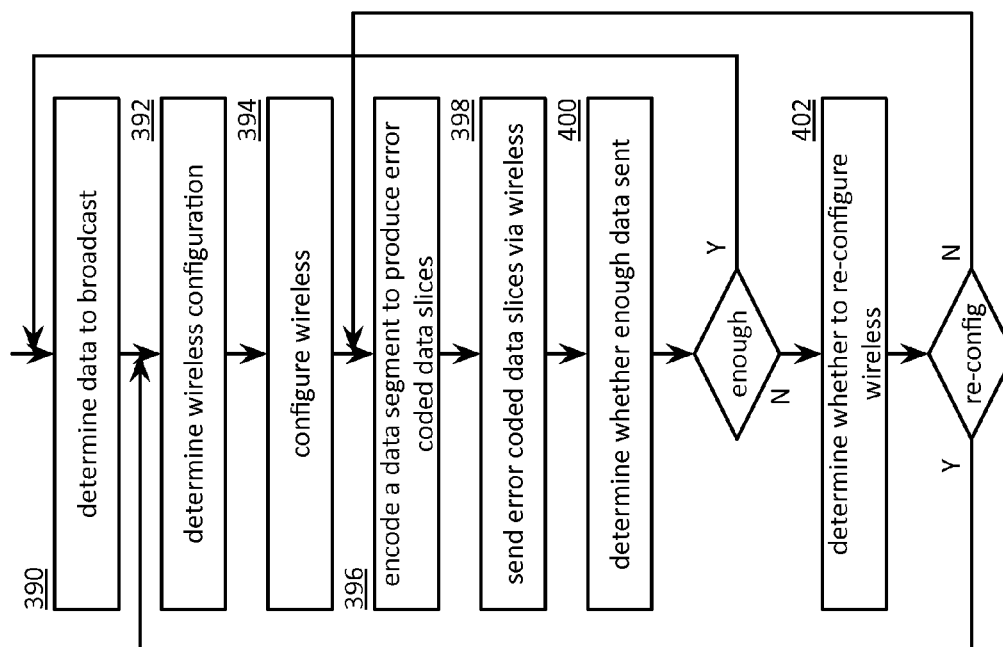 390
determine data to broadcast
392
determine wireless configuration
394
configure wireless
396
encode a data segment to produce error
coded data slices
398
send error coded data slices via wireless
400
determine whether enough data sent
enough
Y
N
402
determine whether to re-configure
wireless
re-config
Y
N